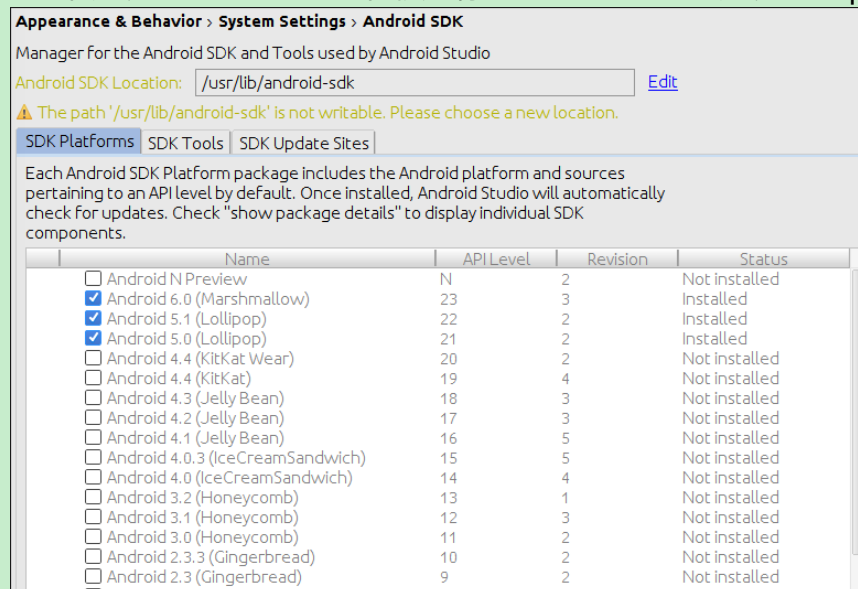 Appearance & Behavior › System Settings › Android SDK
Manager for the Android SDK and Tools used by Android Studio
Android SDK Location: /usr/lib/android-sdk Edit
The path '/usr/lib/android-sdk' is not writable. Please choose a new location.
SDK Platforms SDK Tools SDK Update Sites
Each Android SDK Platform package includes the Android platform and sources
pertaining to an API level by default. Once installed, Android Studio will automatically
check for updates. Check "show package details" to display individual SDK
components.
Name API Level Revision Status
Android N Preview N 2 Not installed
Android 6.0 (Marshmallow) 23 3 Installed
Android 5.1 (Lollipop) 22 2 Installed
Android 5.0 (Lollipop) 21 2 Installed
Android 4.4 (KitKat Wear) 20 2 Not installed
Android 4.4 (KitKat) 19 4 Not installed
Android 4.3 (Jelly Bean) 18 3 Not installed
Android 4.2 (Jelly Bean) 17 3 Not installed
Android 4.1 (Jelly Bean) 16 5 Not installed
Android 4.0.3 (IceCreamSandwich) 15 5 Not installed
Android 4.0 (IceCreamSandwich) 14 4 Not installed
Android 3.2 (Honeycomb) 13 1 Not installed
Android 3.1 (Honeycomb) 12 3 Not installed
Android 3.0 (Honeycomb) 11 2 Not installed
Android 2.3.3 (Gingerbread) 10 2 Not installed
Android 2.3 (Gingerbread) 9 2 Not installed